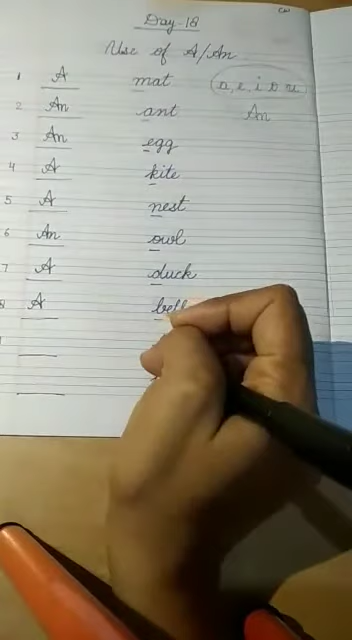 CW
Day-18
Use of A/An
1 A mat a, e, i o u
2 An ant An
3 An egg
4 A kite
5 A nest
6 An owl
7 A duck
8 A bell